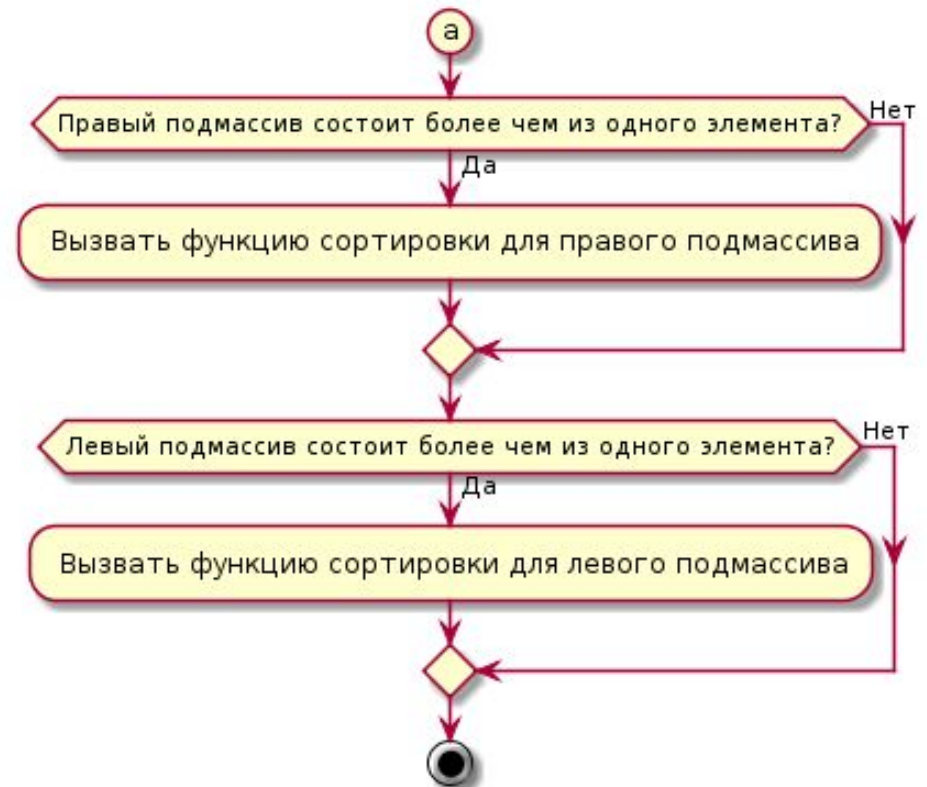 a
Правый подмассив состоит более чем из одного элемента?
Нет
Да
Вызвать функцию сортировки для правого подмассива
Левый подмассив состоит более чем из одного элемента?
Нет
Да
Вызвать функцию сортировки для левого подмассива